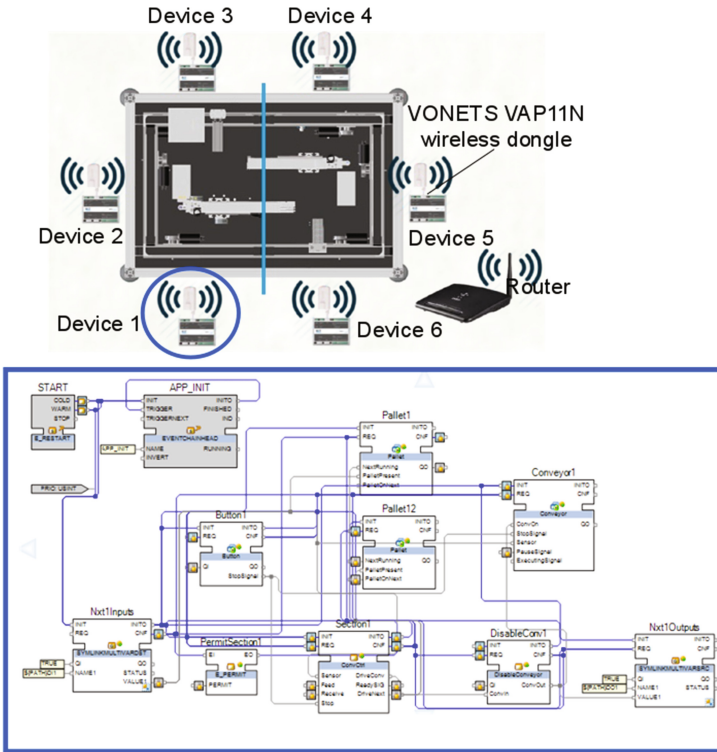 Device 3
Device 4
VONETS VAP11N
wireless dongle
Device 2
Device 5
Router
Device 1
Device 6
START
COLD
WARM
STOP
E_RESTART
APP_INIT
INIT
INITO
TRIGGER
FINISHED
TRIGGERNEXT
INO
EVENTCHAINHEAD
APP_INIT
NAME
RUNNING
INVERT
Pallet1
INIT
INITO
REQ
CNF
Pallet
NextRunning
QO
PalletPresent
PalletOnNext
Conveyor1
INIT
INITO
REQ
CNF
Conveyor
ConvOn
QO
StopSignal
Sensor
PauseSignal
ExecutingSignal
Button1
INIT
INITO
REQ
CNF
Button
QI
QO
StopSignal
Pallet12
INIT
INITO
REQ
CNF
Pallet
NextRunning
QO
PalletPresent
PalletOnNext
Nxt1Inputs
INIT
INITO
REQ
CNF
TRUE
QI
QO
NAME1
STATUS
VALUE1
PermitSection1
EI
EO
E_PERMIT
PERMIT
Section1
INIT
INITO
REQ
CNF
ConvCtrl
Sensor
DriveConv
Feed
ReadySIG
Receive
DriveNext
Stop
DisableConv1
INIT
INITO
REQ
CNF
DisableConveyor
QI
ConvOut
ConvIn
Nxt1Outputs
INIT
INITO
REQ
CNF
TRUE
QI
QO
NAME1
STATUS
VALUE1